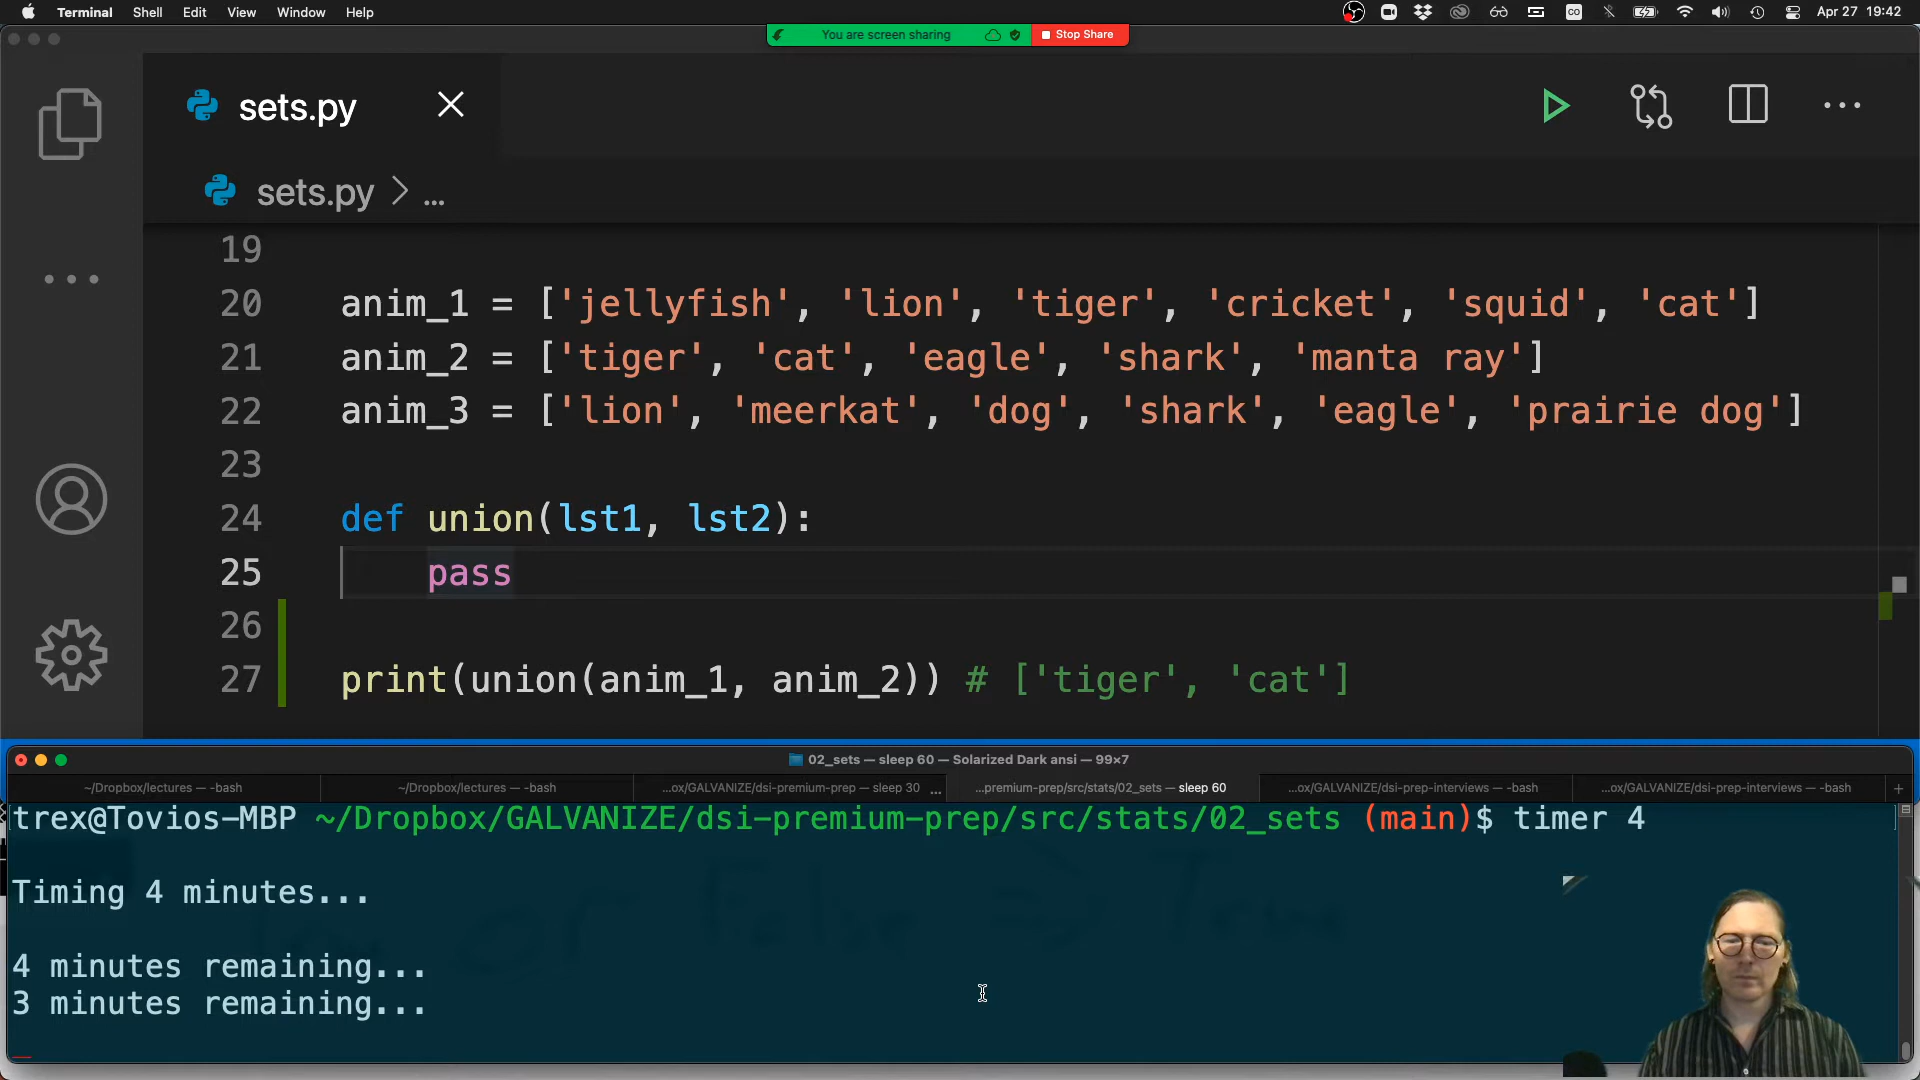 Terminal Shell Edit View Window Help
Apr 27 19:42
You are screen sharing Stop Share
sets.py
sets.py > ...
19
20 anim_1 = ['jellyfish', 'lion', 'tiger', 'cricket', 'squid', 'cat']
21 anim_2 = ['tiger', 'cat', 'eagle', 'shark', 'manta ray']
22 anim_3 = ['lion', 'meerkat', 'dog', 'shark', 'eagle', 'prairie dog']
23
24 def union(lst1, lst2):
25 pass
26
27 print(union(anim_1, anim_2)) # ['tiger', 'cat']
02_sets — sleep 60 — Solarized Dark ansi — 99×7
~/Dropbox/lectures — -bash ~/Dropbox/lectures — -bash ...ox/GALVANIZE/dsi-premium-prep — sleep 30 ... ...premium-prep/src/stats/02_sets — sleep 60 ...ox/GALVANIZE/dsi-prep-interviews — -bash ...ox/GALVANIZE/dsi-prep-interviews — -bash +
trex@Tovios-MBP ~/Dropbox/GALVANIZE/dsi-premium-prep/src/stats/02_sets (main)$ timer 4
Timing 4 minutes...
4 minutes remaining...
3 minutes remaining...